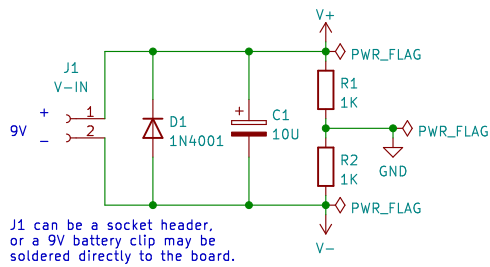 V+
PWR_FLAG
J1
V-IN
R1
1K
+
1
D1
C1
+
9V
2
1N4001
10U
PWR_FLAG
−
R2
1K
GND
PWR_FLAG
V-
J1 can be a socket header,
or a 9V battery clip may be
soldered directly to the board.